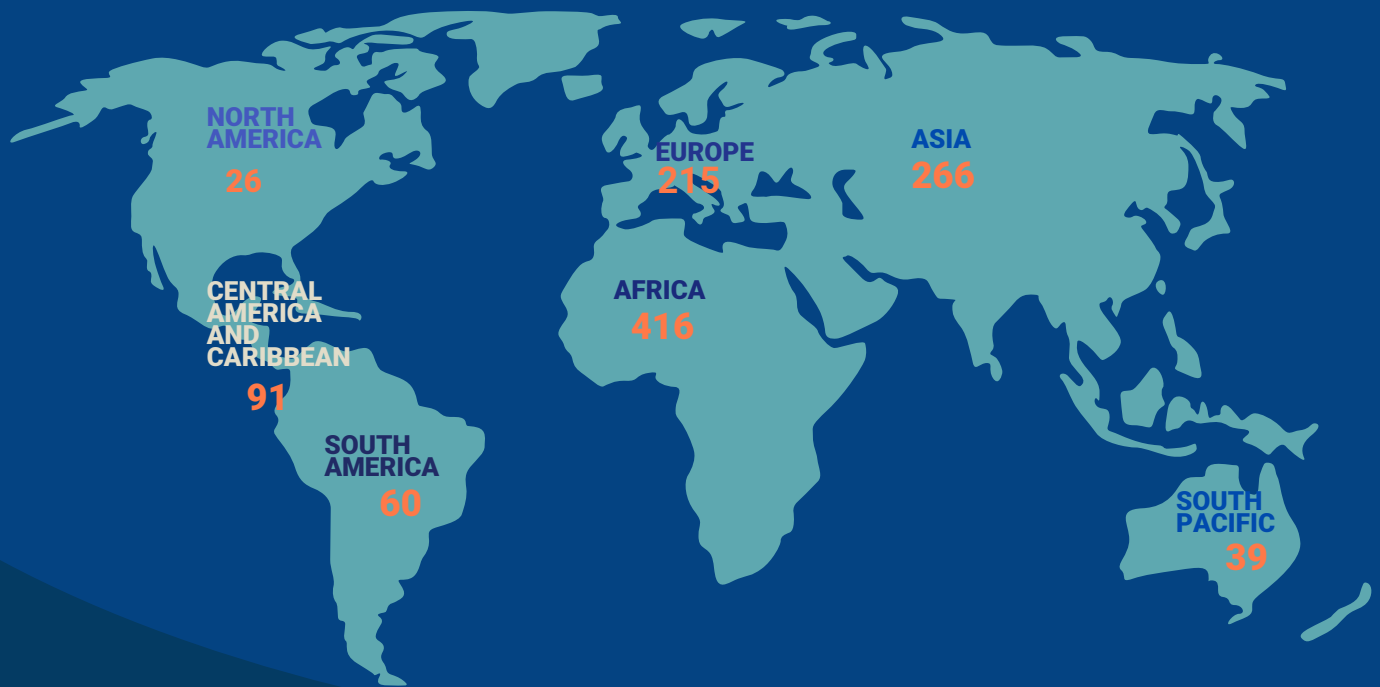 NORTH
AMERICA
26
EUROPE
215
ASIA
266
CENTRAL
AMERICA
AND
CARIBBEAN
91
AFRICA
416
SOUTH
AMERICA
60
SOUTH
PACIFIC
39